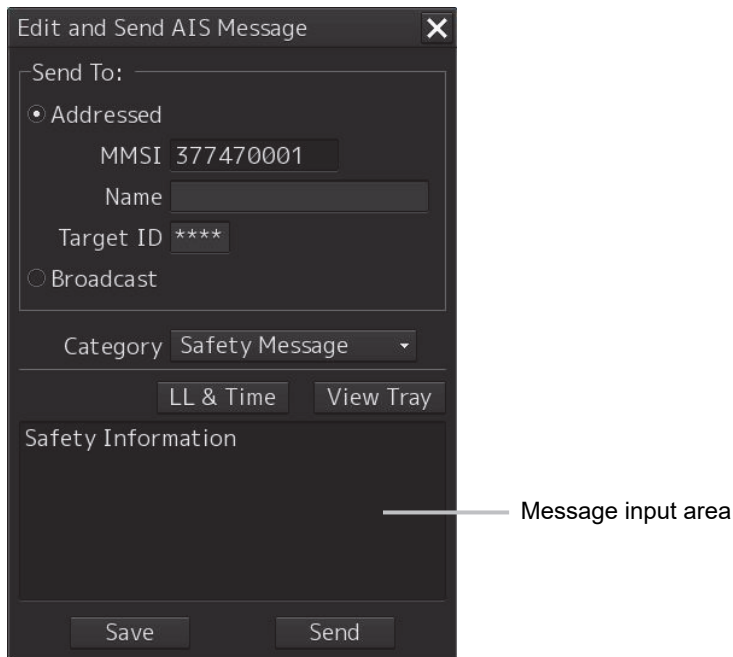 Edit and Send AIS Message
Send To:
Addressed
MMSI 377470001
Name
Target ID ****
Broadcast
Category Safety Message
LL & Time View Tray
Safety Information
Message input area
Save Send